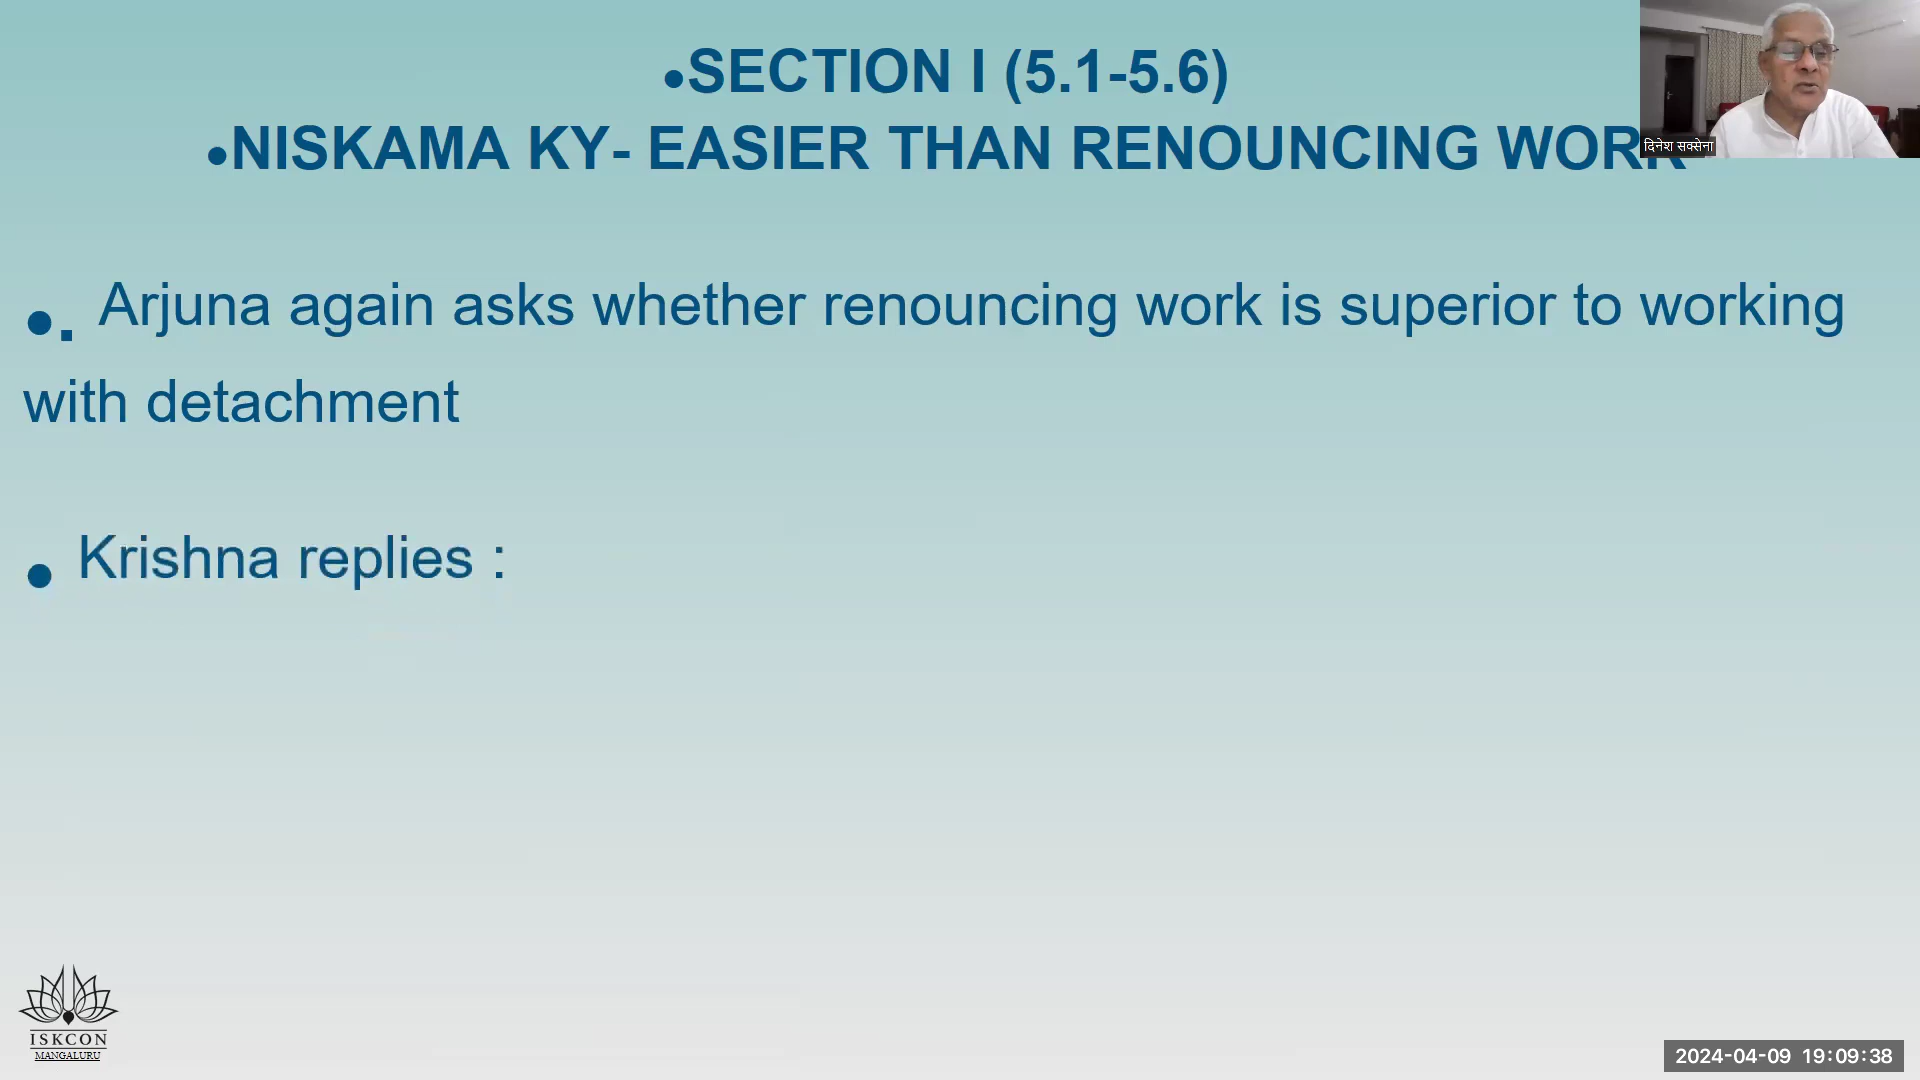 •SECTION I (5.1-5.6)
•NISKAMA KY- EASIER THAN RENOUNCING WORK
दिनेश सक्सेना
•. Arjuna again asks whether renouncing work is superior to working
with detachment
• Krishna replies :
ISKCON
MANGALURU
2024-04-09 19:09:38